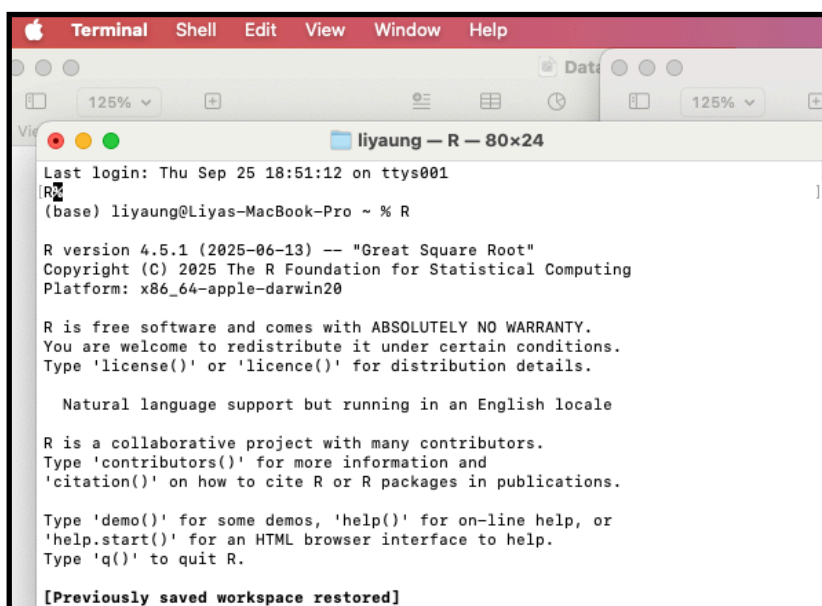 Terminal Shell Edit View Window Help
Data
125%
125%
liyaung — R — 80×24
Last login: Thu Sep 25 18:51:12 on ttys001
[R% ]
(base) liyaung@Liyas-MacBook-Pro ~ % R
R version 4.5.1 (2025-06-13) -- "Great Square Root"
Copyright (C) 2025 The R Foundation for Statistical Computing
Platform: x86_64-apple-darwin20
R is free software and comes with ABSOLUTELY NO WARRANTY.
You are welcome to redistribute it under certain conditions.
Type 'license()' or 'licence()' for distribution details.
Natural language support but running in an English locale
R is a collaborative project with many contributors.
Type 'contributors()' for more information and
'citation()' on how to cite R or R packages in publications.
Type 'demo()' for some demos, 'help()' for on-line help, or
'help.start()' for an HTML browser interface to help.
Type 'q()' to quit R.
[Previously saved workspace restored]